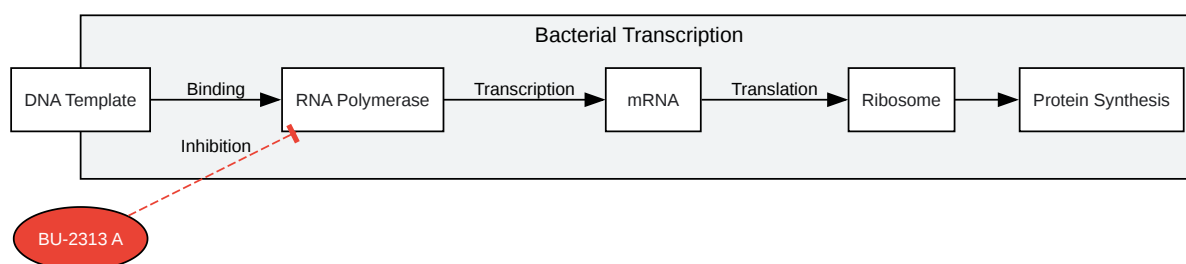 Bacterial Transcription
DNA Template
Binding
RNA Polymerase
Transcription
mRNA
Translation
Ribosome
Protein Synthesis
Inhibition
BU-2313 A